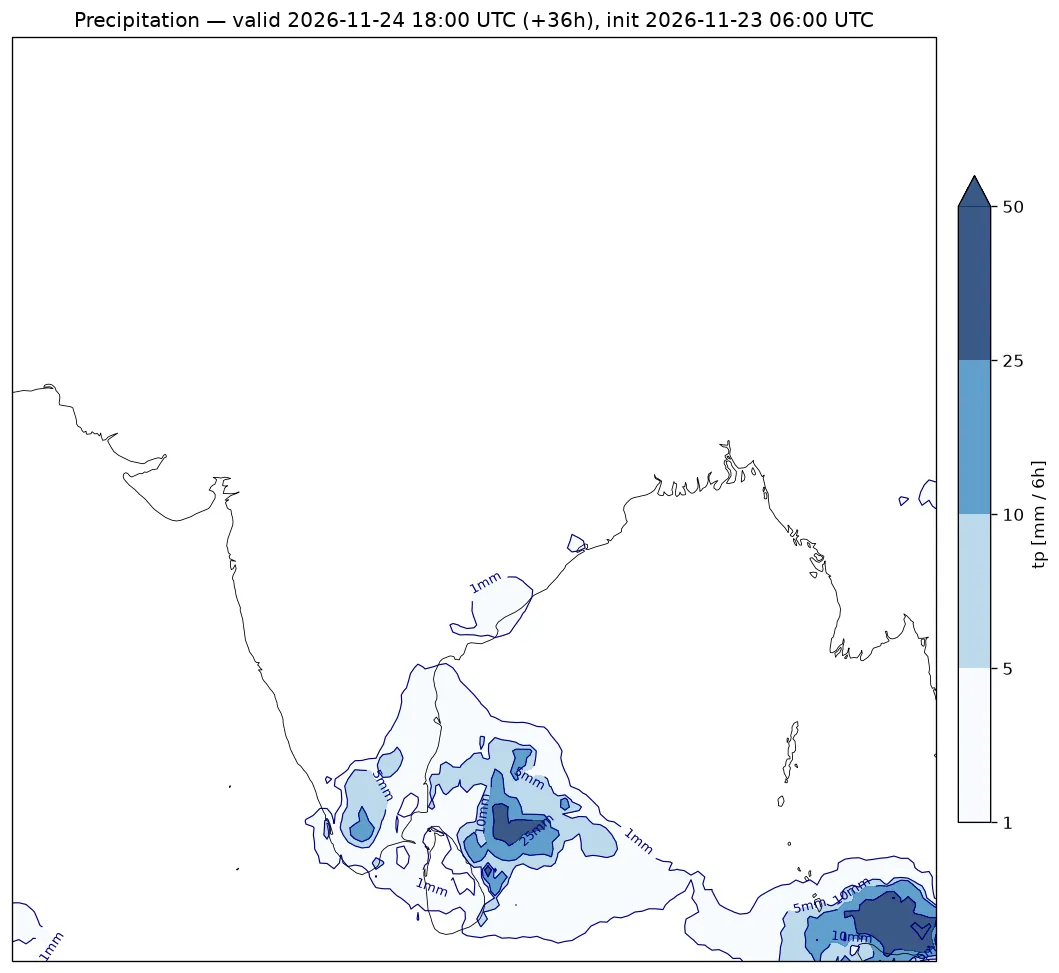 Precipitation — valid 2026-11-24 18:00 UTC (+36h), init 2026-11-23 06:00 UTC
50
25
10
5
1
tp [mm / 6h]
1mm
5mm
5mm
10mm
25mm
1mm
1mm
5mm
10mm
10mm
1mm